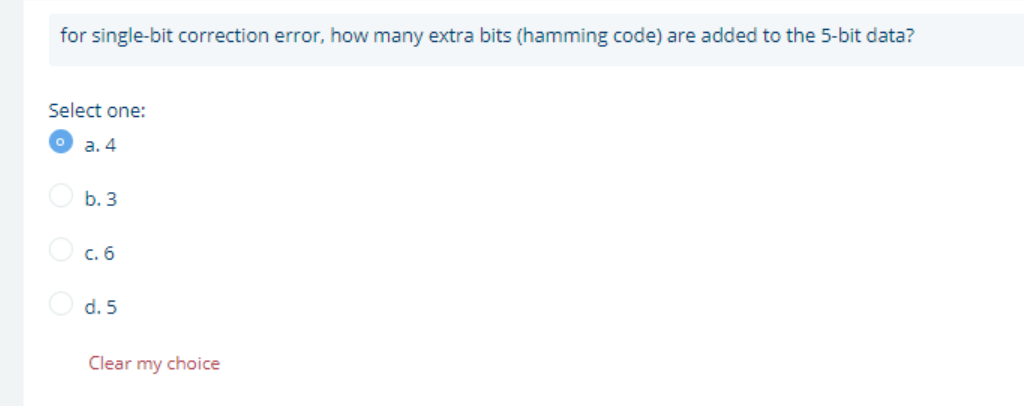 for single-bit correction error, how many extra bits (hamming code) are added to the 5-bit data?
Select one:
a. 4
b. 3
c. 6
d. 5
Clear my choice